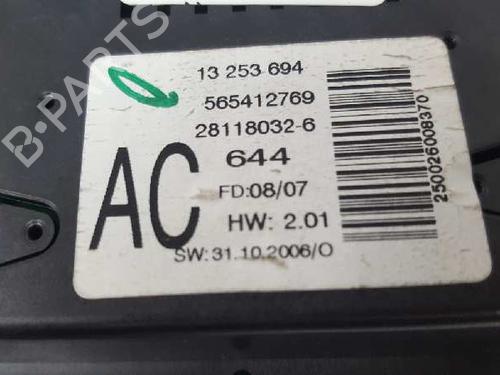 B-PARTS
13 253 694
565412769
28118032-6
AC
644
FD:08/07
HW: 2.01
SW:31.10.2006/O
250026008370